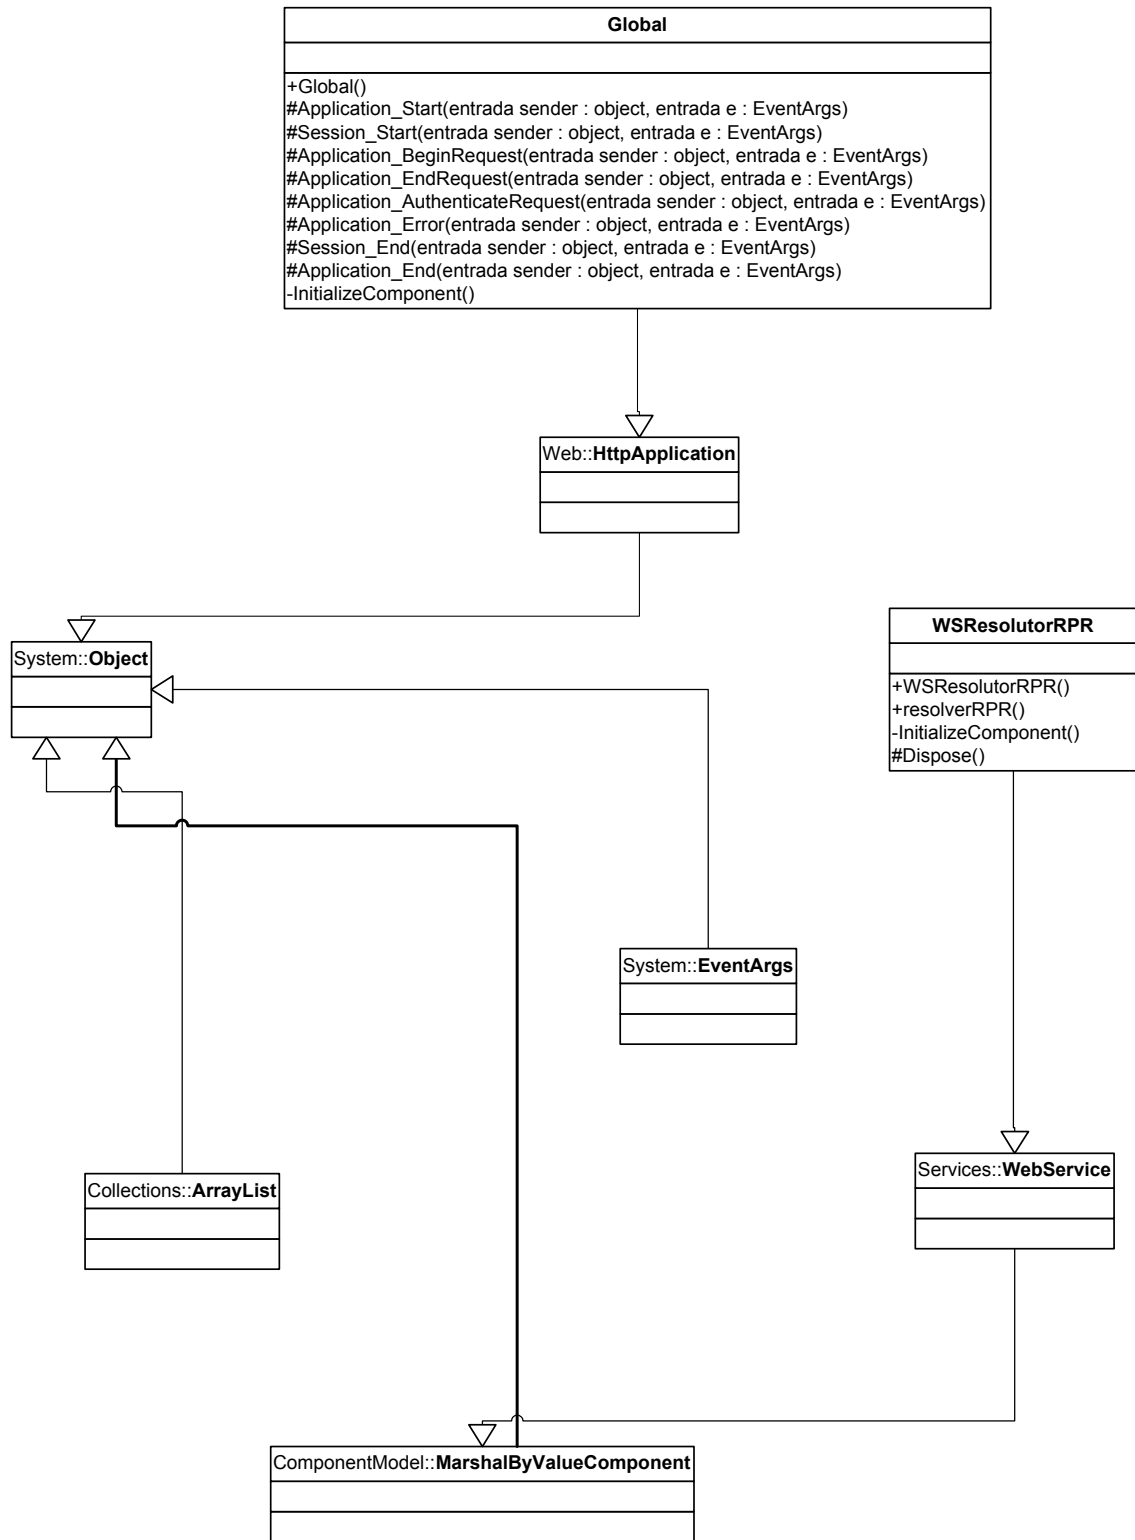 Global
+Global()
#Application_Start(entrada sender : object, entrada e : EventArgs)
#Session_Start(entrada sender : object, entrada e : EventArgs)
#Application_BeginRequest(entrada sender : object, entrada e : EventArgs)
#Application_EndRequest(entrada sender : object, entrada e : EventArgs)
#Application_AuthenticateRequest(entrada sender : object, entrada e : EventArgs)
#Application_Error(entrada sender : object, entrada e : EventArgs)
#Session_End(entrada sender : object, entrada e : EventArgs)
#Application_End(entrada sender : object, entrada e : EventArgs)
-InitializeComponent()
Web::HttpApplication
System::Object
WSResolutorRPR
+WSResolutorRPR()
+resolverRPR()
-InitializeComponent()
#Dispose()
System::EventArgs
Collections::ArrayList
Services::WebService
ComponentModel::MarshalByValueComponent